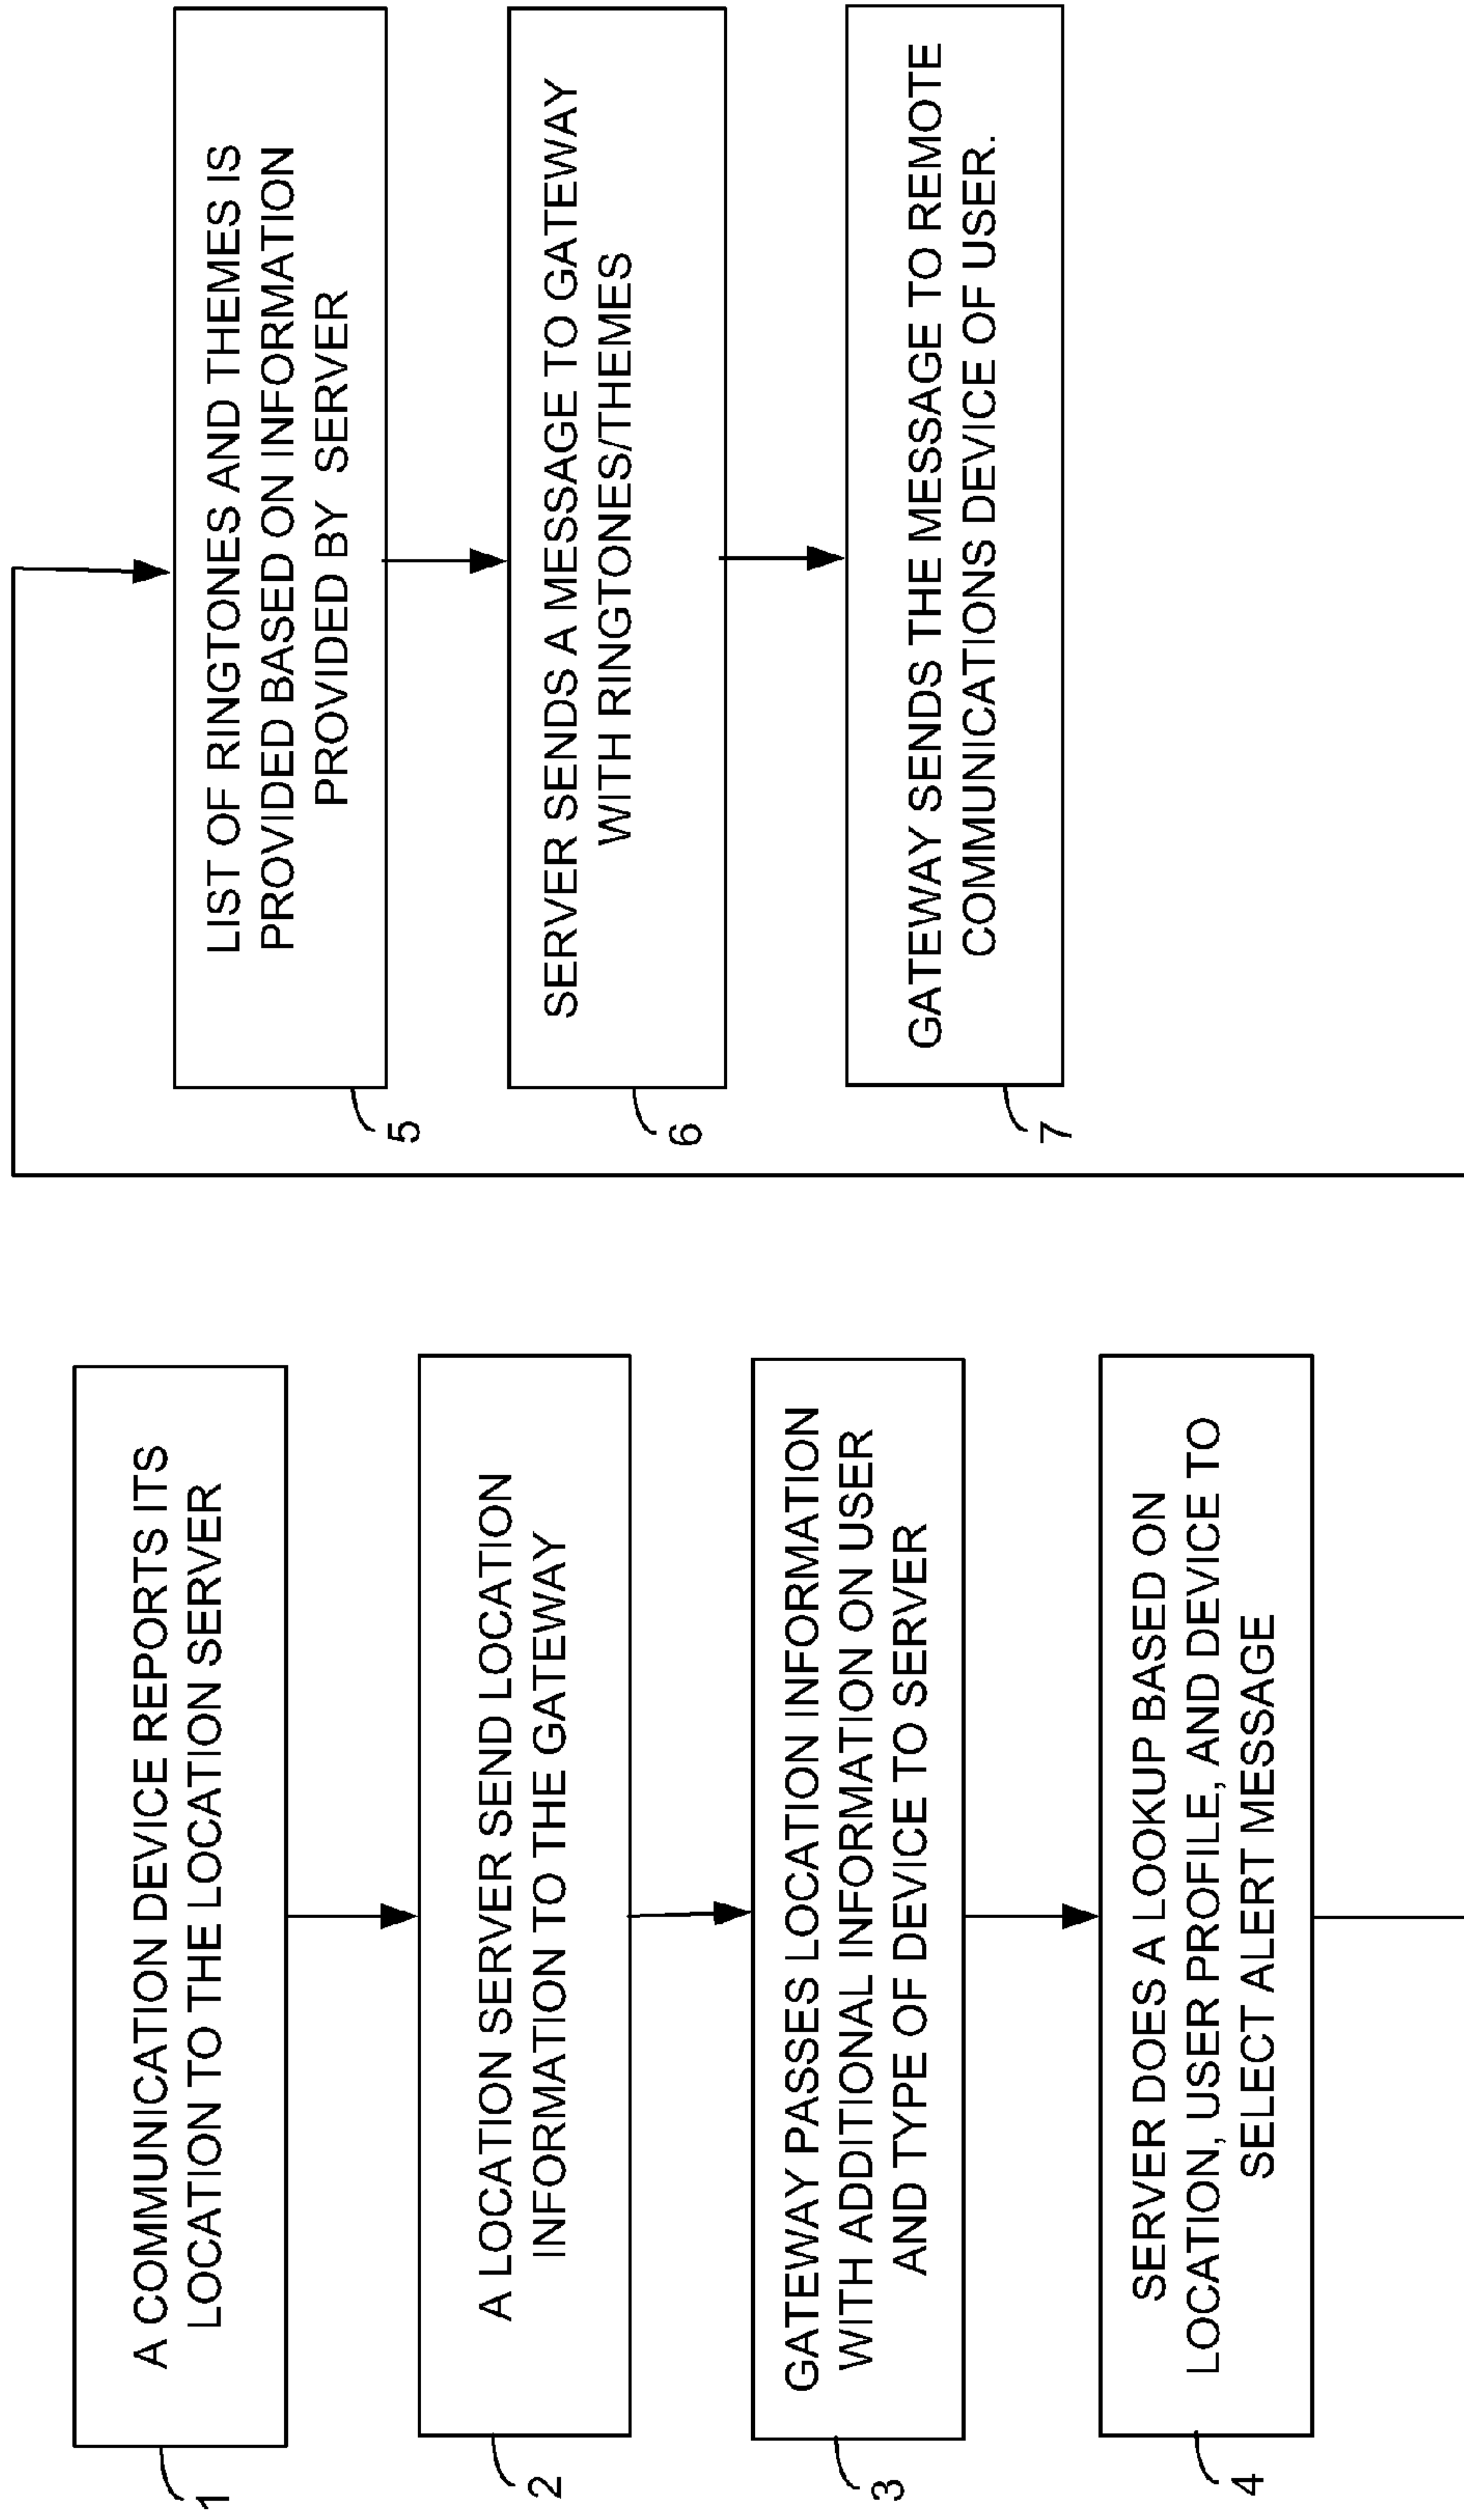 A COMMUNICATION DEVICE REPORTS ITS
LOCATION TO THE LOCATION SERVER
1
A LOCATION SERVER SEND LOCATION
INFORMATION TO THE GATEWAY
2
GATEWAY PASSES LOCATION INFORMATION
WITH ADDITIONAL INFORMATION ON USER
AND TYPE OF DEVICE TO SERVER
3
SERVER DOES A LOOKUP BASED ON
LOCATION, USER PROFILE, AND DEVICE TO
SELECT ALERT MESSAGE
4
LIST OF RINGTONES AND THEMES IS
PROVIDED BASED ON INFORMATION
PROVIDED BY SERVER
5
SERVER SENDS A MESSAGE TO GATEWAY
WITH RINGTONES/THEMES
6
GATEWAY SENDS THE MESSAGE TO REMOTE
COMMUNICATIONS DEVICE OF USER.
7